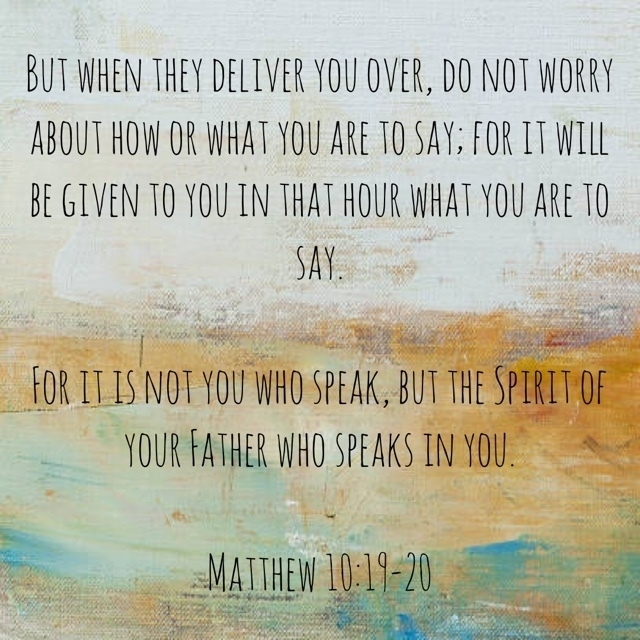 But when they deliver you over, do not worry
about how or what you are to say; for it will
be given to you in that hour what you are to
say.
For it is not you who speak, but the Spirit of
your Father who speaks in you.
Matthew 10:19-20